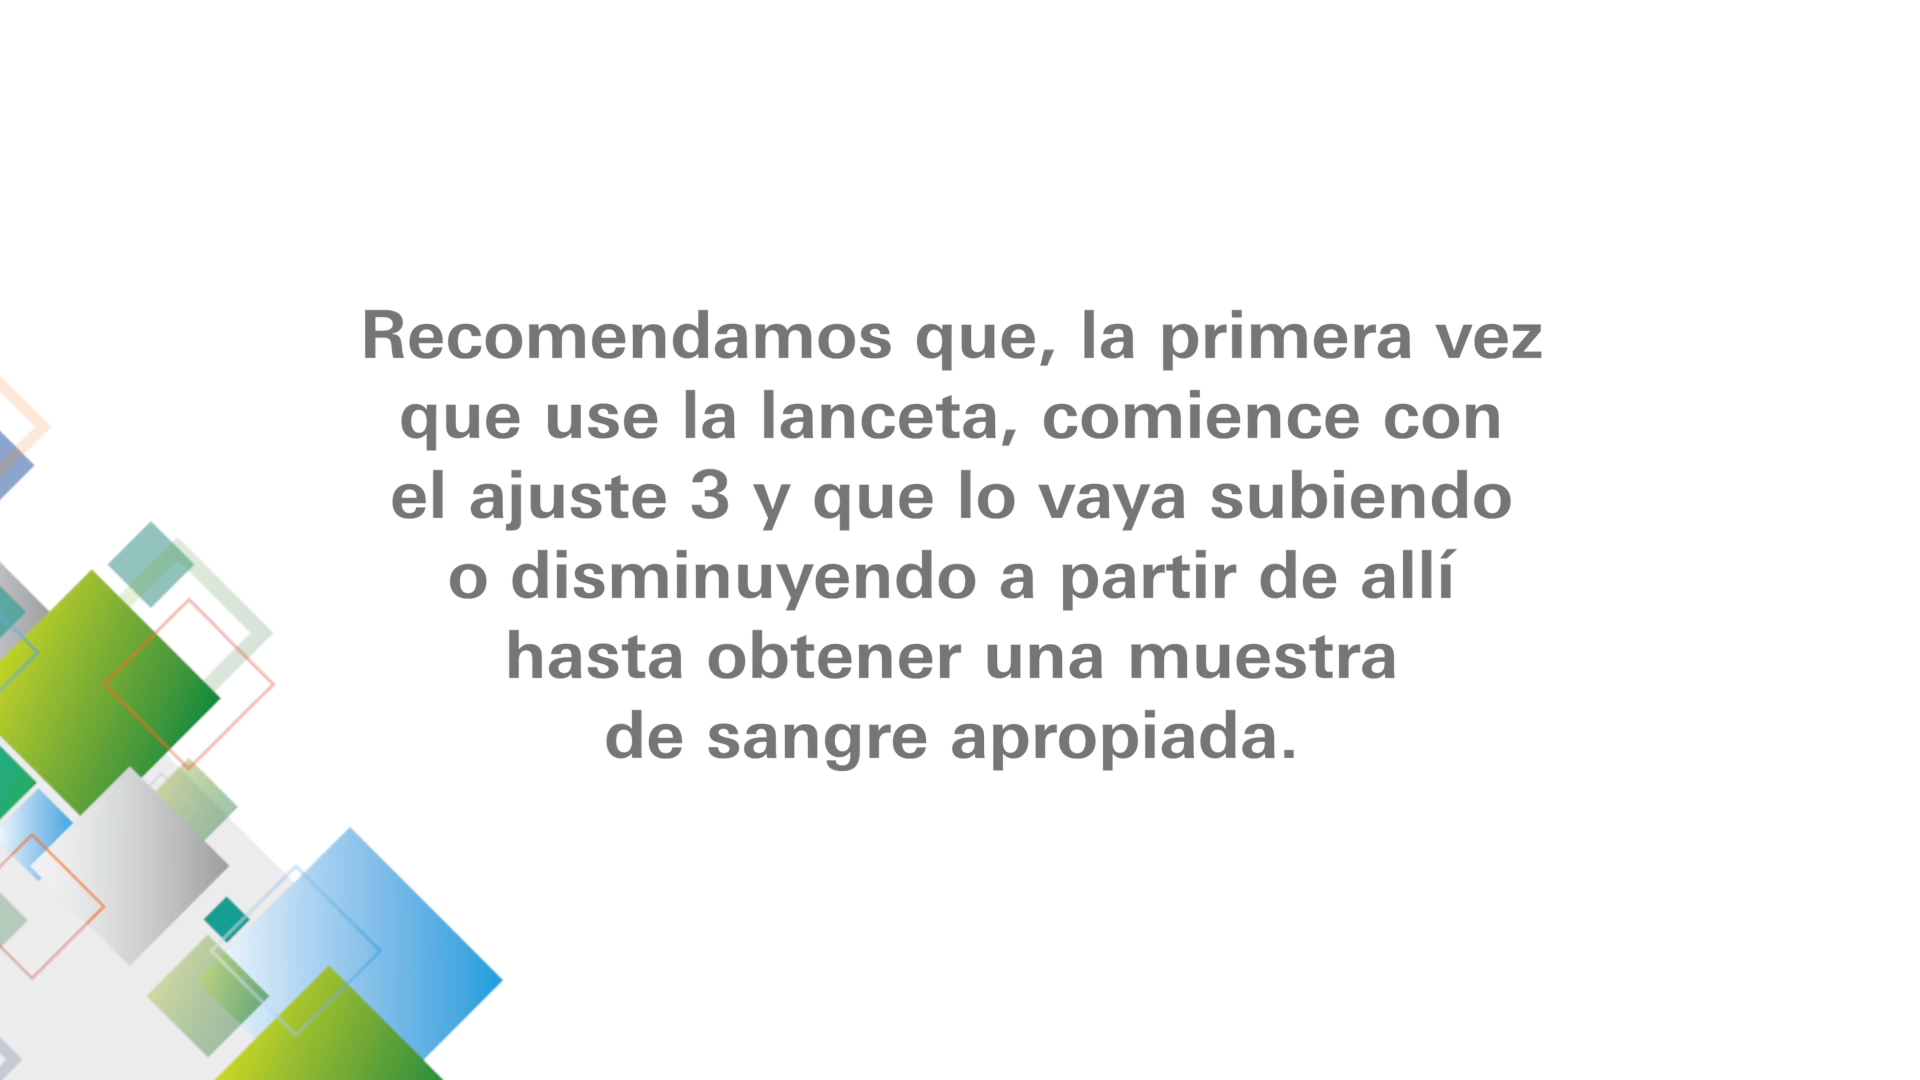 Recomendamos que, la primera vez
que use la lanceta, comience con
el ajuste 3 y que lo vaya subiendo
o disminuyendo a partir de allí
hasta obtener una muestra
de sangre apropiada.